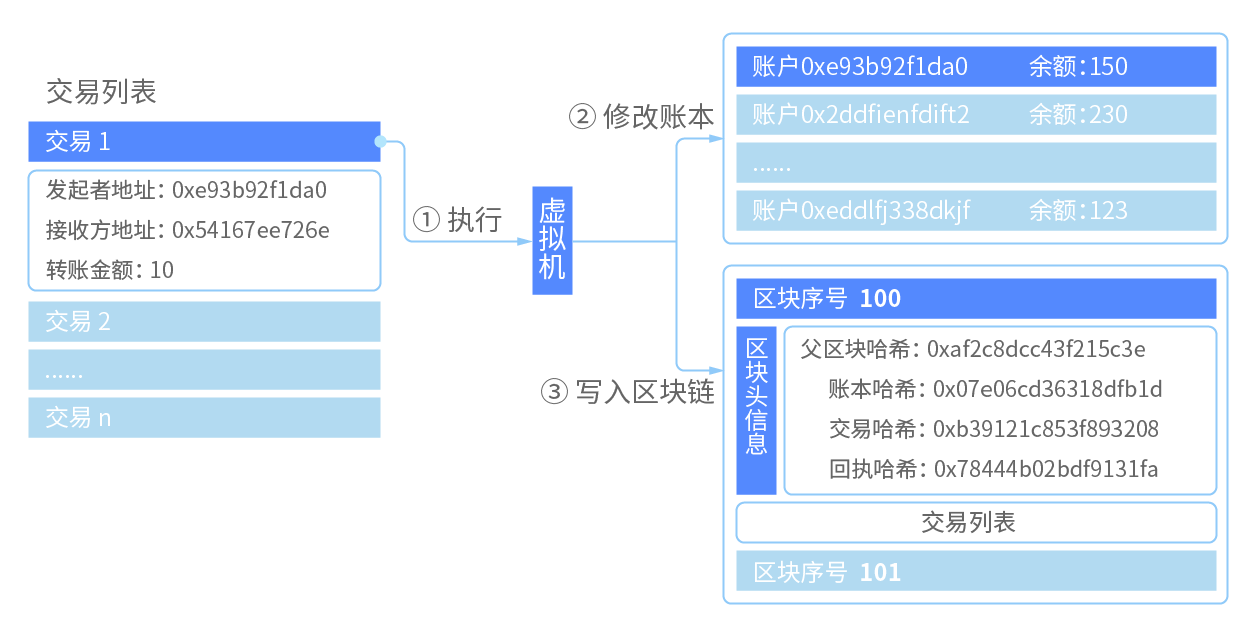 交易列表
交易 1
发起者地址：0xe93b92f1da0
接收方地址：0x54167ee726e
转账金额：10
交易 2
......
交易 n
① 执行
虚拟机
② 修改账本
③ 写入区块链
账户0xe93b92f1da0 余额：150
账户0x2ddfienfdift2 余额：230
......
账户0xeddlfj338dkjf 余额：123
区块序号 100
区块头信息
父区块哈希：0xaf2c8dcc43f215c3e
账本哈希：0x07e06cd36318dfb1d
交易哈希：0xb39121c853f893208
回执哈希：0x78444b02bdf9131fa
交易列表
区块序号 101